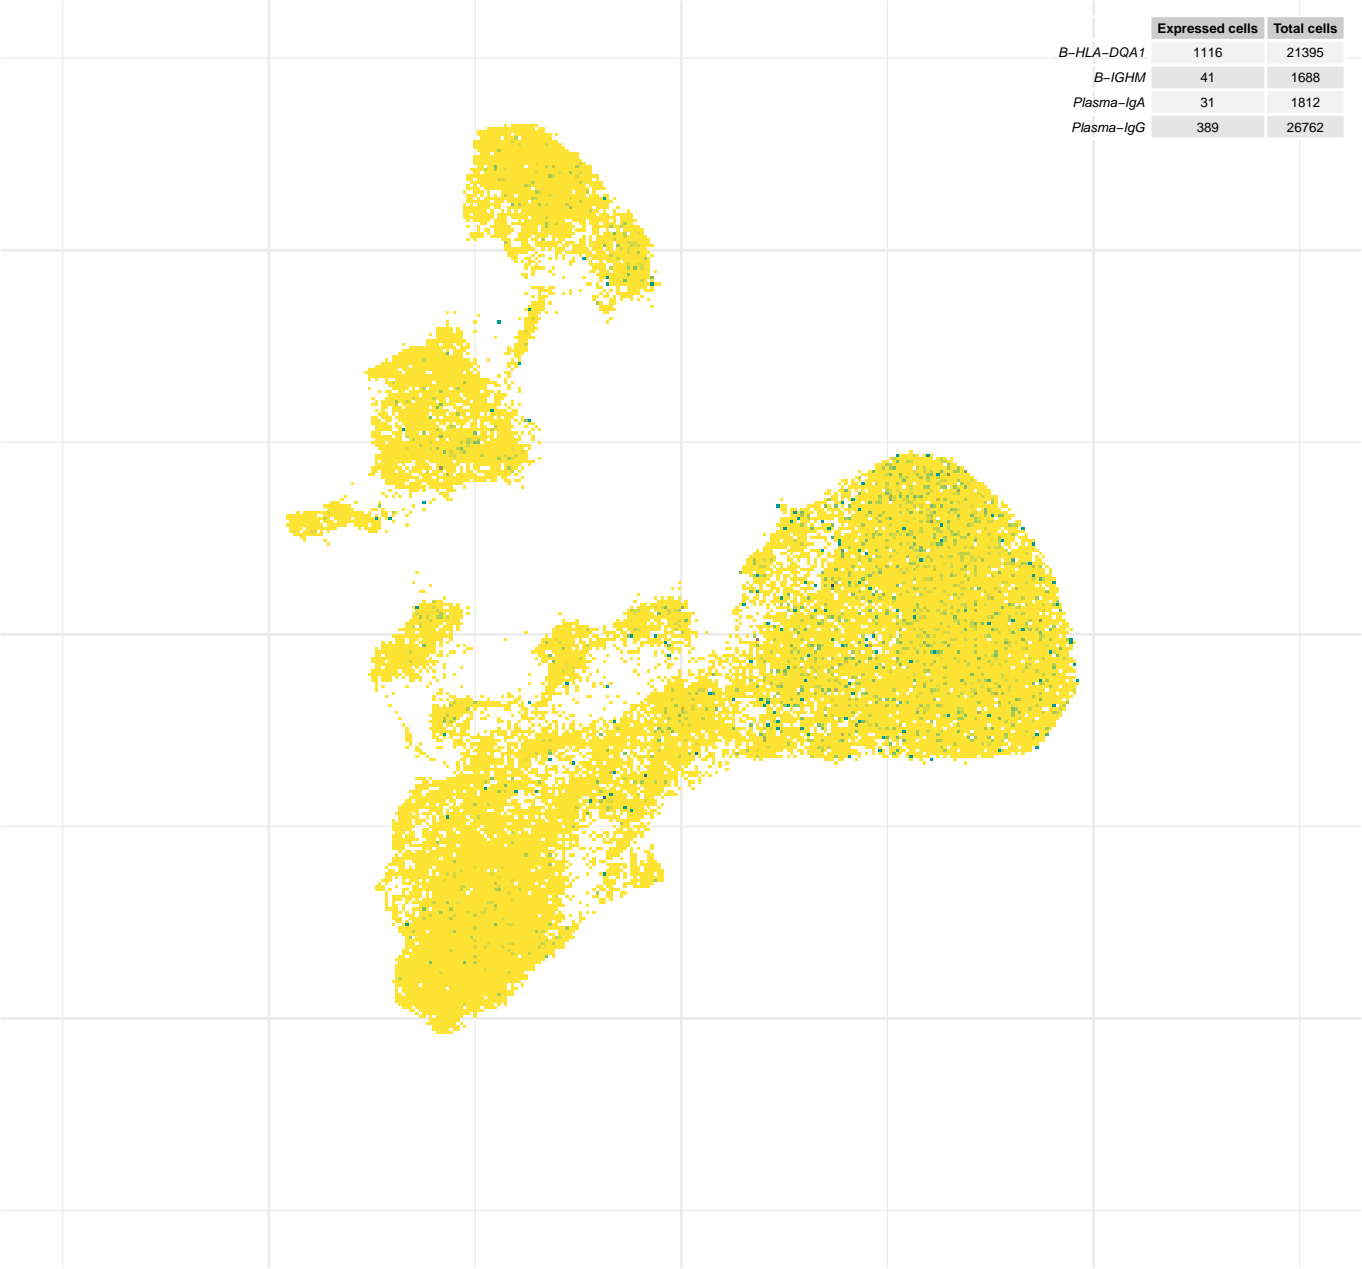 Expressed cells Total cells
B−HLA−DQA1 1116 21395
B−IGHM 41 1688
Plasma−IgA 31 1812
Plasma−IgG 389 26762